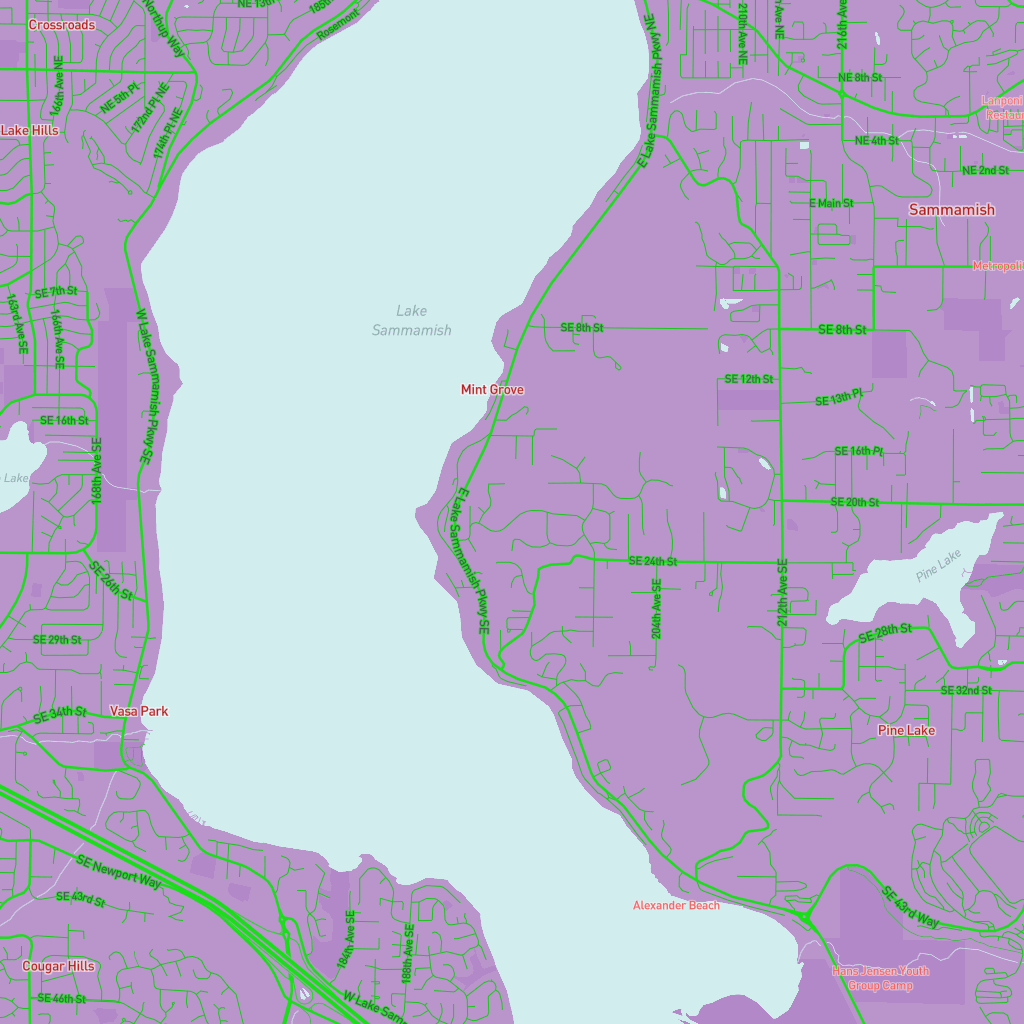 NE 13th
185th
Rosemont
Crossroads
Northup Way
210th Ave NE
216th Ave
E Lake Sammamish Pkwy NE
NE 8th St
166th Ave NE
NE 5th Pl
172nd Pl NE
174th Pl NE
Lake Hills
NE 4th St
NE 2nd St
E Main St
Sammamish
SE 7th St
163rd Ave SE
166th Ave SE
Lake
Sammamish
SE 8th St
SE 8th St
W Lake Sammamish Pkwy SE
Mint Grove
SE 12th St
SE 13th Pl
SE 16th St
SE 16th Pl
Lake
168th Ave SE
E Lake Sammamish Pkwy SE
SE 20th St
SE 24th St
Pine Lake
SE 26th St
204th Ave SE
212th Ave SE
SE 29th St
SE 28th St
SE 32nd St
SE 34th St
Vasa Park
Pine Lake
SE Newport Way
SE 43rd St
184th Ave SE
188th Ave SE
Alexander Beach
SE 43rd Way
Cougar Hills
Hans Jensen Youth
Group Camp
SE 46th St
W Lake Samm